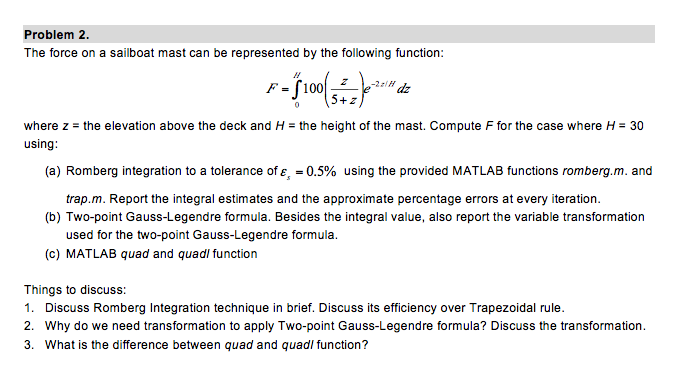 Problem 2.
The force on a sailboat mast can be represented by the following function:
F = ∫₀ᴴ 100(z/(5+z))e^(-2z/H) dz
where z = the elevation above the deck and H = the height of the mast. Compute F for the case where H = 30
using:
(a) Romberg integration to a tolerance of εₛ = 0.5% using the provided MATLAB functions romberg.m. and
trap.m. Report the integral estimates and the approximate percentage errors at every iteration.
(b) Two-point Gauss-Legendre formula. Besides the integral value, also report the variable transformation
used for the two-point Gauss-Legendre formula.
(c) MATLAB quad and quadl function
Things to discuss:
1. Discuss Romberg Integration technique in brief. Discuss its efficiency over Trapezoidal rule.
2. Why do we need transformation to apply Two-point Gauss-Legendre formula? Discuss the transformation.
3. What is the difference between quad and quadl function?